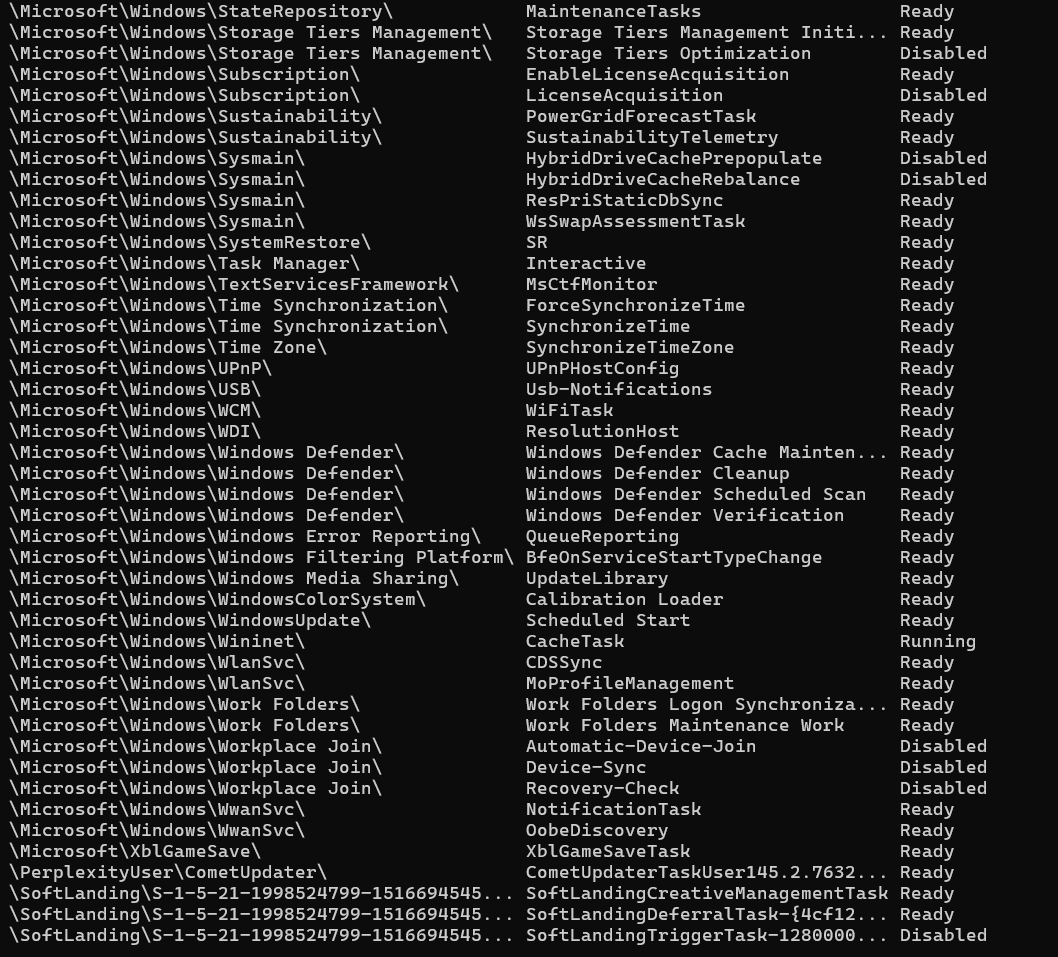 \Microsoft\Windows\StateRepository\ MaintenanceTasks Ready
\Microsoft\Windows\Storage Tiers Management\ Storage Tiers Management Initi... Ready
\Microsoft\Windows\Storage Tiers Management\ Storage Tiers Optimization Disabled
\Microsoft\Windows\Subscription\ EnableLicenseAcquisition Ready
\Microsoft\Windows\Subscription\ LicenseAcquisition Disabled
\Microsoft\Windows\Sustainability\ PowerGridForecastTask Ready
\Microsoft\Windows\Sustainability\ SustainabilityTelemetry Ready
\Microsoft\Windows\Sysmain\ HybridDriveCachePrepopulate Disabled
\Microsoft\Windows\Sysmain\ HybridDriveCacheRebalance Disabled
\Microsoft\Windows\Sysmain\ ResPriStaticDbSync Ready
\Microsoft\Windows\Sysmain\ WsSwapAssessmentTask Ready
\Microsoft\Windows\SystemRestore\ SR Ready
\Microsoft\Windows\Task Manager\ Interactive Ready
\Microsoft\Windows\TextServicesFramework\ MsCtfMonitor Ready
\Microsoft\Windows\Time Synchronization\ ForceSynchronizeTime Ready
\Microsoft\Windows\Time Synchronization\ SynchronizeTime Ready
\Microsoft\Windows\Time Zone\ SynchronizeTimeZone Ready
\Microsoft\Windows\UPnP\ UPnPHostConfig Ready
\Microsoft\Windows\USB\ Usb-Notifications Ready
\Microsoft\Windows\WCM\ WiFiTask Ready
\Microsoft\Windows\WDI\ ResolutionHost Ready
\Microsoft\Windows\Windows Defender\ Windows Defender Cache Mainten... Ready
\Microsoft\Windows\Windows Defender\ Windows Defender Cleanup Ready
\Microsoft\Windows\Windows Defender\ Windows Defender Scheduled Scan Ready
\Microsoft\Windows\Windows Defender\ Windows Defender Verification Ready
\Microsoft\Windows\Windows Error Reporting\ QueueReporting Ready
\Microsoft\Windows\Windows Filtering Platform\ BfeOnServiceStartTypeChange Ready
\Microsoft\Windows\Windows Media Sharing\ UpdateLibrary Ready
\Microsoft\Windows\WindowsColorSystem\ Calibration Loader Ready
\Microsoft\Windows\WindowsUpdate\ Scheduled Start Ready
\Microsoft\Windows\Wininet\ CacheTask Running
\Microsoft\Windows\WlanSvc\ CDSSync Ready
\Microsoft\Windows\WlanSvc\ MoProfileManagement Ready
\Microsoft\Windows\Work Folders\ Work Folders Logon Synchroniza... Ready
\Microsoft\Windows\Work Folders\ Work Folders Maintenance Work Ready
\Microsoft\Windows\Workplace Join\ Automatic-Device-Join Disabled
\Microsoft\Windows\Workplace Join\ Device-Sync Disabled
\Microsoft\Windows\Workplace Join\ Recovery-Check Disabled
\Microsoft\Windows\WwanSvc\ NotificationTask Ready
\Microsoft\Windows\WwanSvc\ OobeDiscovery Ready
\Microsoft\XblGameSave\ XblGameSaveTask Ready
\PerplexityUser\CometUpdater\ CometUpdaterTaskUser145.2.7632... Ready
\SoftLanding\S-1-5-21-1998524799-1516694545... SoftLandingCreativeManagementTask Ready
\SoftLanding\S-1-5-21-1998524799-1516694545... SoftLandingDeferralTask-{4cf12... Ready
\SoftLanding\S-1-5-21-1998524799-1516694545... SoftLandingTriggerTask-1280000... Disabled